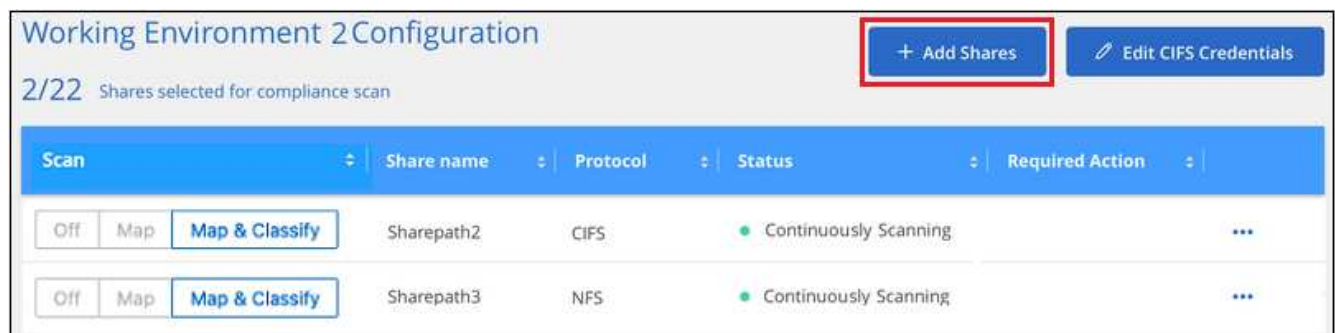 Working Environment 2 Configuration
+ Add Shares
Edit CIFS Credentials
2/22 Shares selected for compliance scan
Scan Share name Protocol Status Required Action
Off Map Map & Classify Sharepath2 CIFS Continuously Scanning ...
Off Map Map & Classify Sharepath3 NFS Continuously Scanning ...